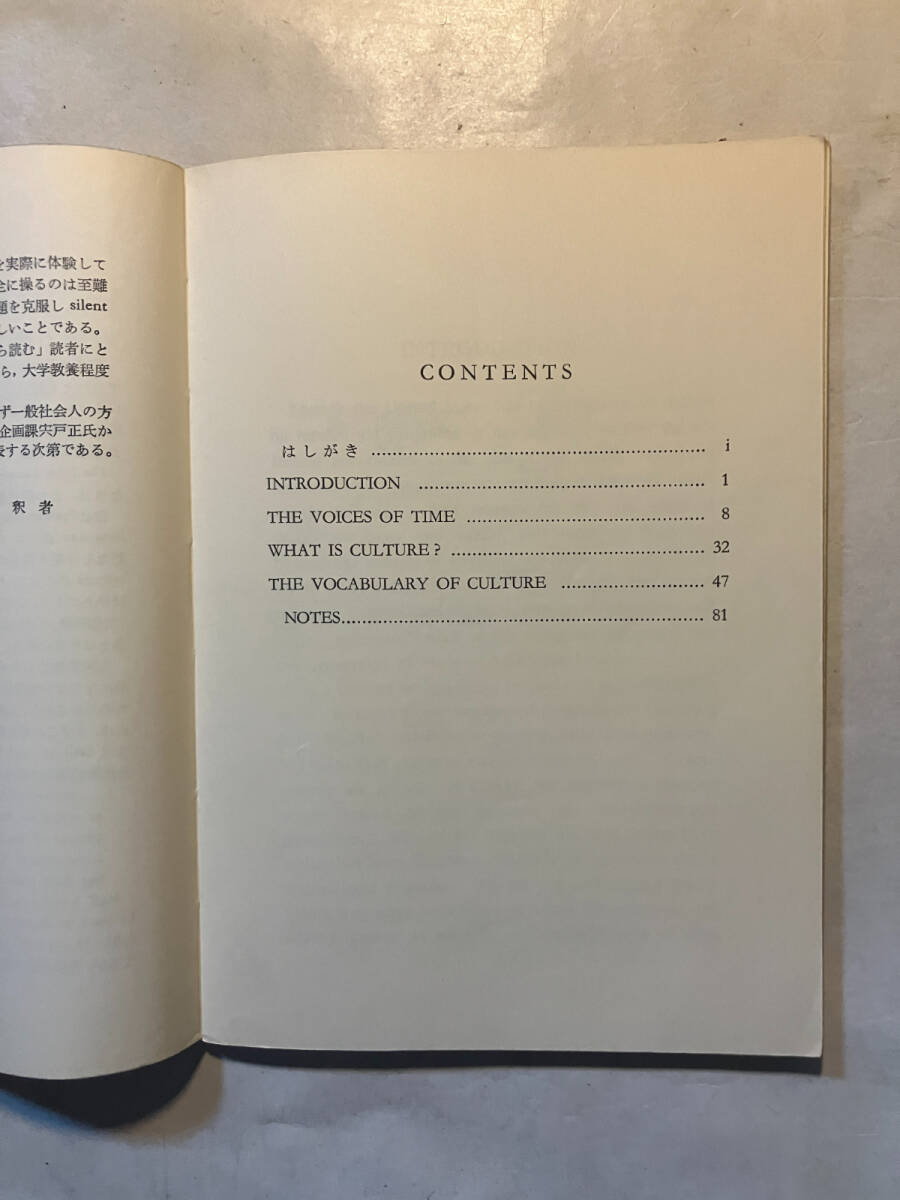 を実際に体験して
全に操るのは至難
題を克服し silent
しいことである。
ら読む」読者にと
ら，大学教養程度
ず一般社会人の方
企画課宍戸正氏か
表する次第である。
釈 者
CONTENTS
はしがき .......... i
INTRODUCTION .......... 1
THE VOICES OF TIME .......... 8
WHAT IS CULTURE? .......... 32
THE VOCABULARY OF CULTURE .......... 47
NOTES .......... 81